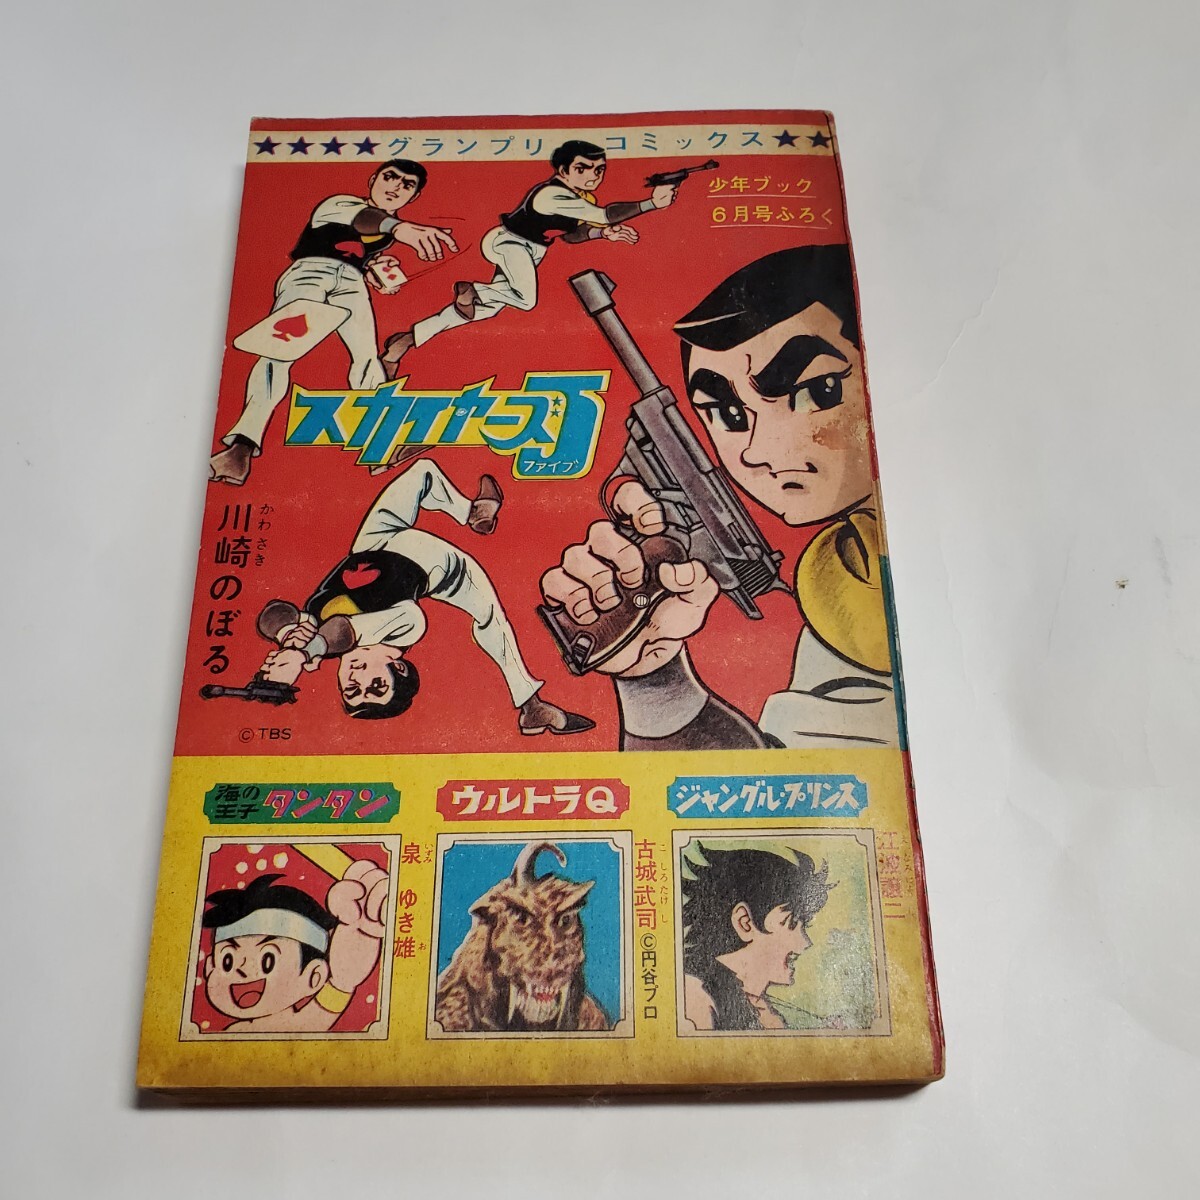 ★★★★グランプリコミックス★★
少年ブック
6月号ふろく
スカイヤーズ5
ファイブ
かわさき
川崎のぼる
©TBS
海の王子
タンタン
いずみ お
泉 ゆき雄
ウルトラQ
こしろたけし
古城武司©円谷プロ
ジャングル・プリンス